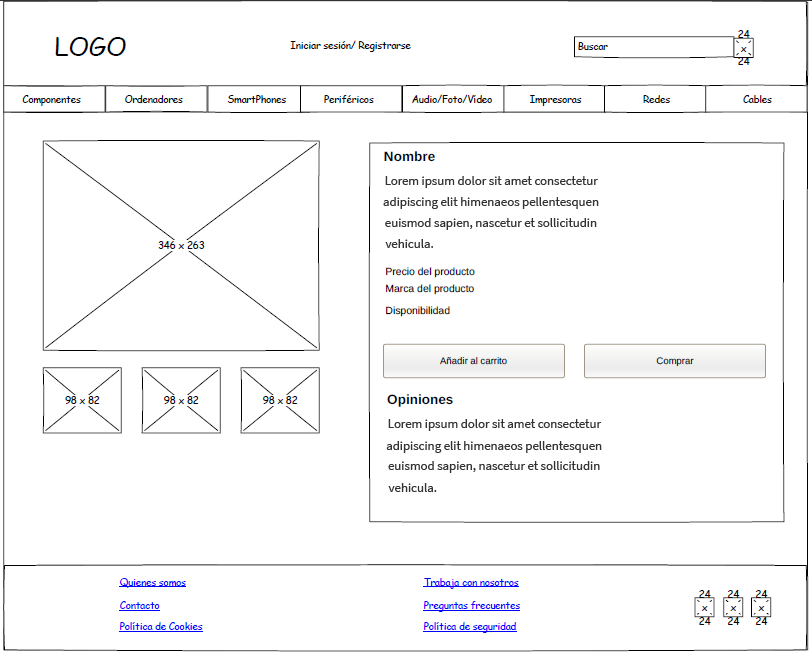 LOGO
Iniciar sesión/ Registrarse
Buscar
24
x
24
Componentes
Ordenadores
SmartPhones
Periféricos
Audio/Foto/Video
Impresoras
Redes
Cables
346 x 263
98 x 82
98 x 82
98 x 82
Nombre
Lorem ipsum dolor sit amet consectetur
adipiscing elit himenaeos pellentesquen
euismod sapien, nascetur et sollicitudin
vehicula.
Precio del producto
Marca del producto
Disponibilidad
Añadir al carrito
Comprar
Opiniones
Lorem ipsum dolor sit amet consectetur
adipiscing elit himenaeos pellentesquen
euismod sapien, nascetur et sollicitudin
vehicula.
Quienes somos
Contacto
Política de Cookies
Trabaja con nosotros
Preguntas frecuentes
Política de seguridad
24 24 24
x x x
24 24 24